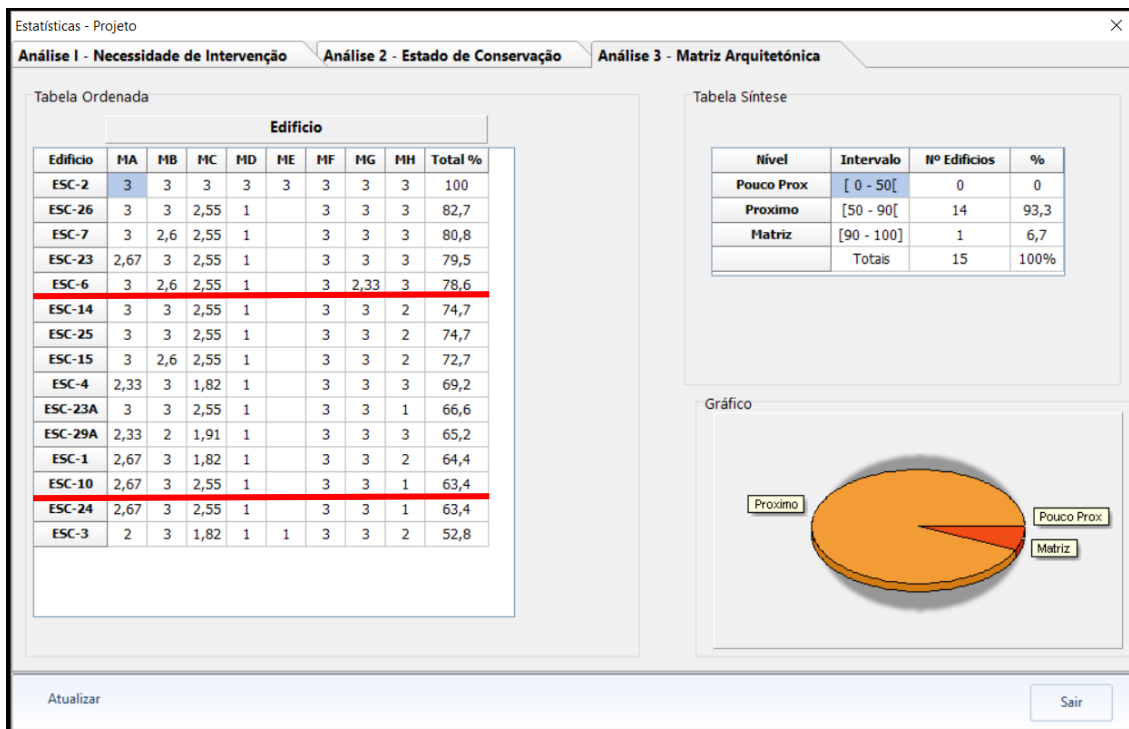 Estatísticas - Projeto
Análise I - Necessidade de Intervenção Análise 2 - Estado de Conservação Análise 3 - Matriz Arquitetónica
Tabela Ordenada
Edificio
Edificio MA MB MC MD ME MF MG MH Total %
ESC-2 3 3 3 3 3 3 3 3 100
ESC-26 3 3 2,55 1 3 3 3 82,7
ESC-7 3 2,6 2,55 1 3 3 3 80,8
ESC-23 2,67 3 2,55 1 3 3 3 79,5
ESC-6 3 2,6 2,55 1 3 2,33 3 78,6
ESC-14 3 3 2,55 1 3 3 2 74,7
ESC-25 3 3 2,55 1 3 3 2 74,7
ESC-15 3 2,6 2,55 1 3 3 2 72,7
ESC-4 2,33 3 1,82 1 3 3 3 69,2
ESC-23A 3 3 2,55 1 3 3 1 66,6
ESC-29A 2,33 2 1,91 1 3 3 3 65,2
ESC-1 2,67 3 1,82 1 3 3 2 64,4
ESC-10 2,67 3 2,55 1 3 3 1 63,4
ESC-24 2,67 3 2,55 1 3 3 1 63,4
ESC-3 2 3 1,82 1 1 3 3 2 52,8
Tabela Síntese
Nível Intervalo Nº Edificios %
Pouco Prox [ 0 - 50[ 0 0
Proximo [50 - 90[ 14 93,3
Matriz [90 - 100] 1 6,7
Totais 15 100%
Gráfico
Proximo
Pouco Prox
Matriz
Atualizar
Sair